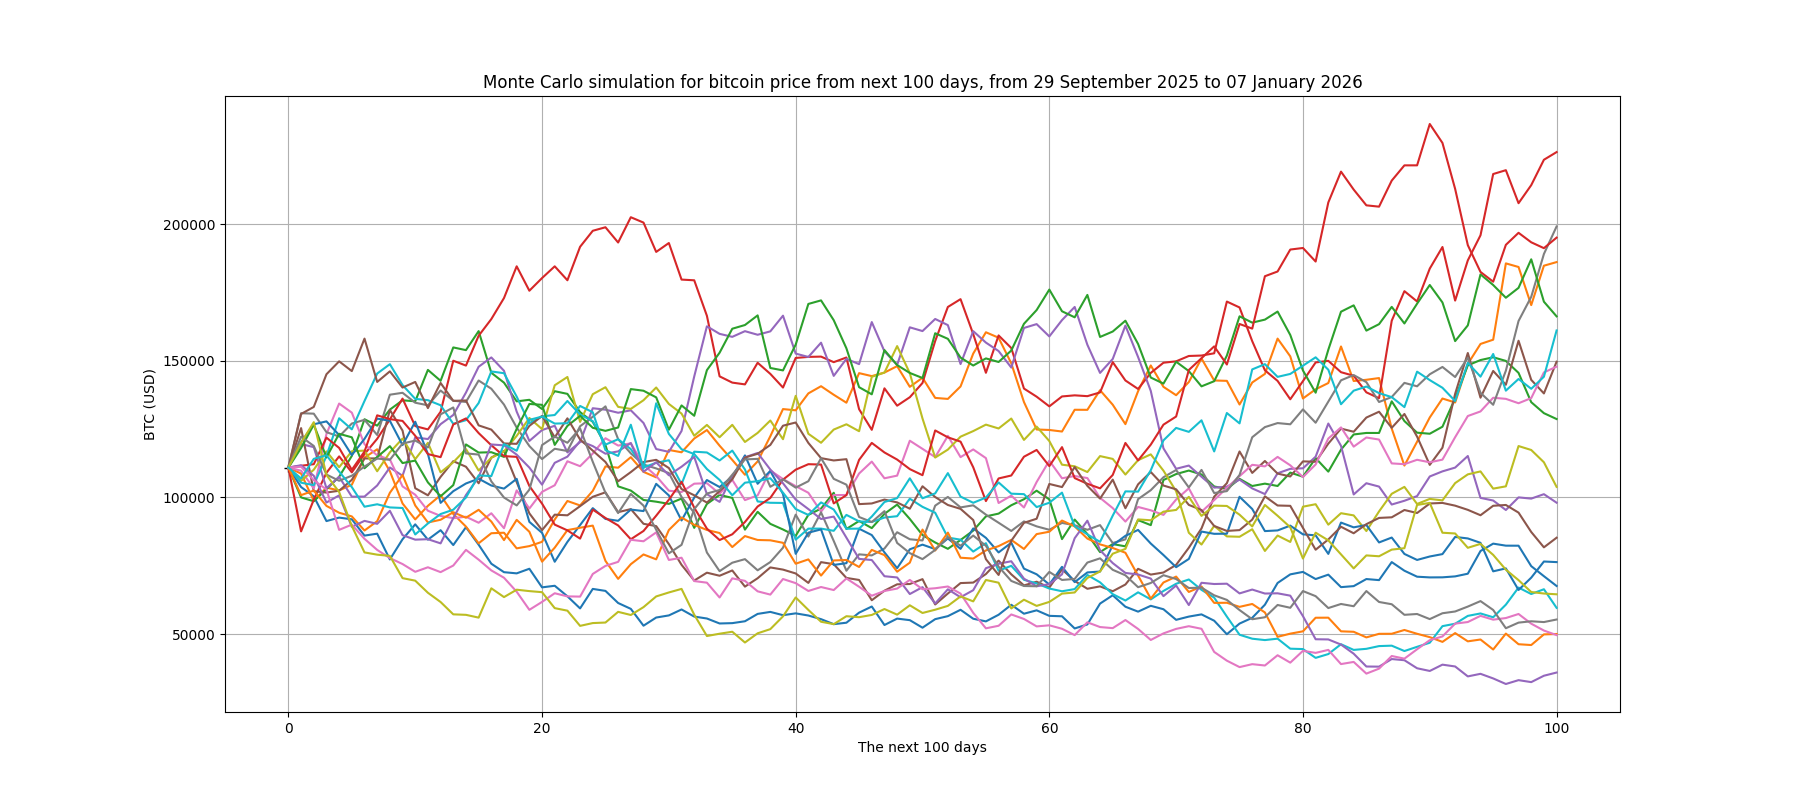 Monte Carlo simulation for bitcoin price from next 100 days, from 29 September 2025 to 07 January 2026
BTC (USD)
200000
150000
100000
50000
0 20 40 60 80 100
The next 100 days